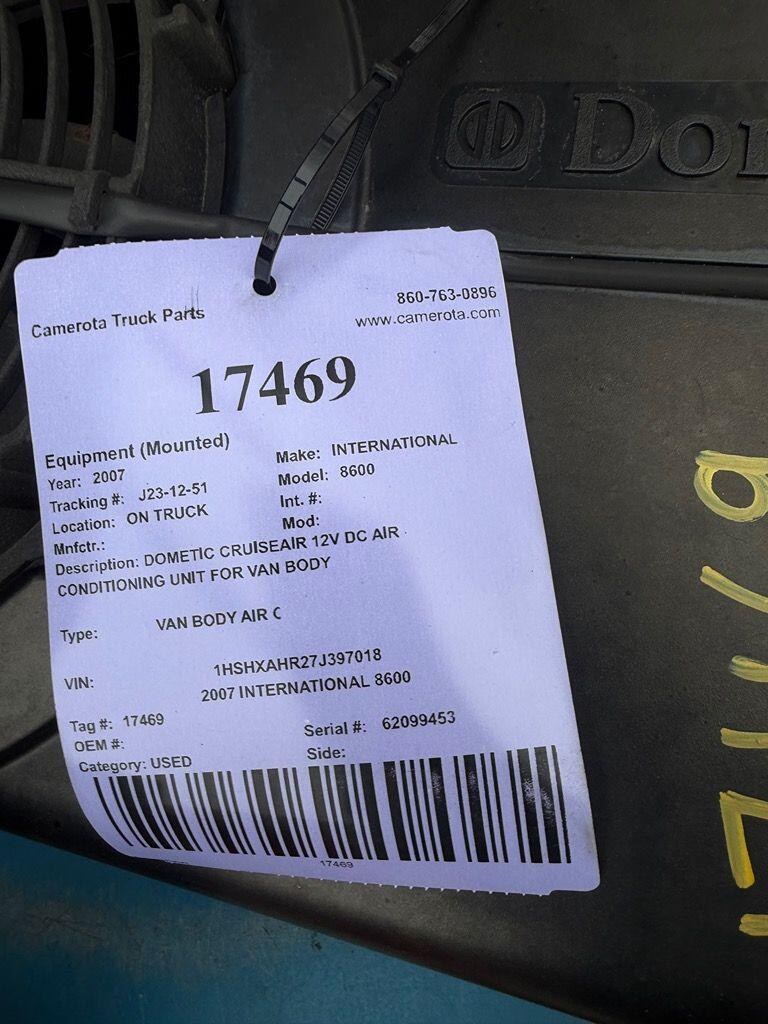 Dom
Camerota Truck Parts
860-763-0896
www.camerota.com
17469
Equipment (Mounted)
Year: 2007
Tracking #: J23-12-51
Location: ON TRUCK
Mnfctr.:
Make: INTERNATIONAL
Model: 8600
Int. #:
Mod:
Description: DOMETIC CRUISEAIR 12V DC AIR
CONDITIONING UNIT FOR VAN BODY
Type: VAN BODY AIR C
VIN: 1HSHXAHR27J397018
2007 INTERNATIONAL 8600
Tag #: 17469
OEM #:
Category: USED
Serial #: 62099453
Side:
17469